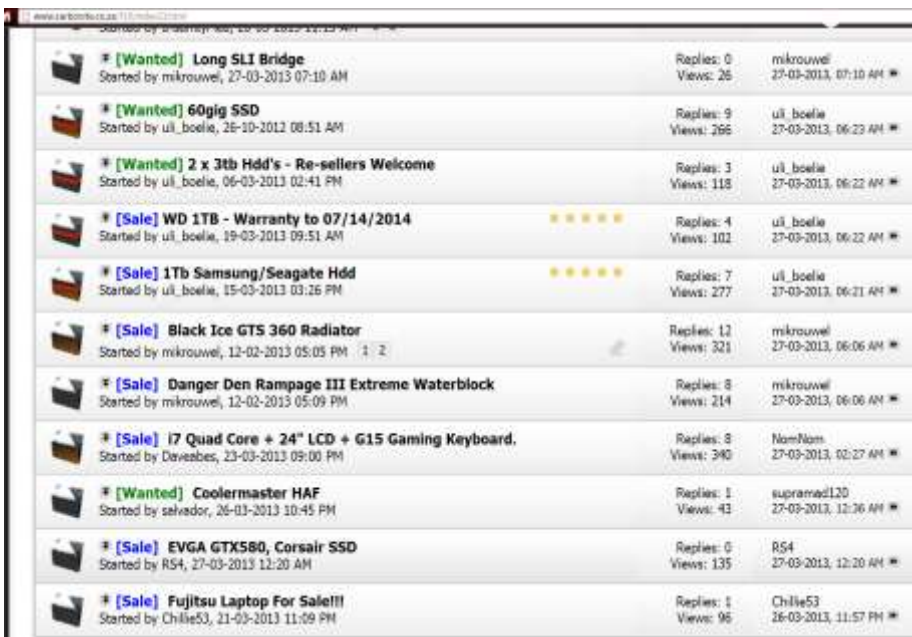 [Wanted] Long SLI Bridge
Started by mikrouwel, 27-03-2013 07:10 AM
Replies: 0
Views: 26
mikrouwel
27-03-2013, 07:10 AM
[Wanted] 60gig SSD
Started by uli_boelie, 26-10-2012 08:51 AM
Replies: 9
Views: 266
uli_boelie
27-03-2013, 06:23 AM
[Wanted] 2 x 3tb Hdd's - Re-sellers Welcome
Started by uli_boelie, 06-03-2013 02:41 PM
Replies: 3
Views: 118
uli_boelie
27-03-2013, 06:22 AM
[Sale] WD 1TB - Warranty to 07/14/2014
Started by uli_boelie, 19-03-2013 09:51 AM
Replies: 4
Views: 102
uli_boelie
27-03-2013, 06:22 AM
[Sale] 1Tb Samsung/Seagate Hdd
Started by uli_boelie, 15-03-2013 03:26 PM
Replies: 7
Views: 277
uli_boelie
27-03-2013, 06:21 AM
[Sale] Black Ice GTS 360 Radiator
Started by mikrouwel, 12-02-2013 05:05 PM 1 2
Replies: 12
Views: 321
mikrouwel
27-03-2013, 06:06 AM
[Sale] Danger Den Rampage III Extreme Waterblock
Started by mikrouwel, 12-02-2013 05:09 PM
Replies: 8
Views: 214
mikrouwel
27-03-2013, 06:06 AM
[Sale] i7 Quad Core + 24" LCD + G15 Gaming Keyboard.
Started by Daveabes, 23-03-2013 09:00 PM
Replies: 8
Views: 340
NomNom
27-03-2013, 02:27 AM
[Wanted] Coolermaster HAF
Started by salvador, 26-03-2013 10:45 PM
Replies: 1
Views: 43
supramad120
27-03-2013, 12:36 AM
[Sale] EVGA GTX580, Corsair SSD
Started by RS4, 27-03-2013 12:20 AM
Replies: 0
Views: 135
RS4
27-03-2013, 12:20 AM
[Sale] Fujitsu Laptop For Sale!!!
Started by Chillie53, 21-03-2013 11:09 PM
Replies: 1
Views: 96
Chillie53
26-03-2013, 11:57 PM